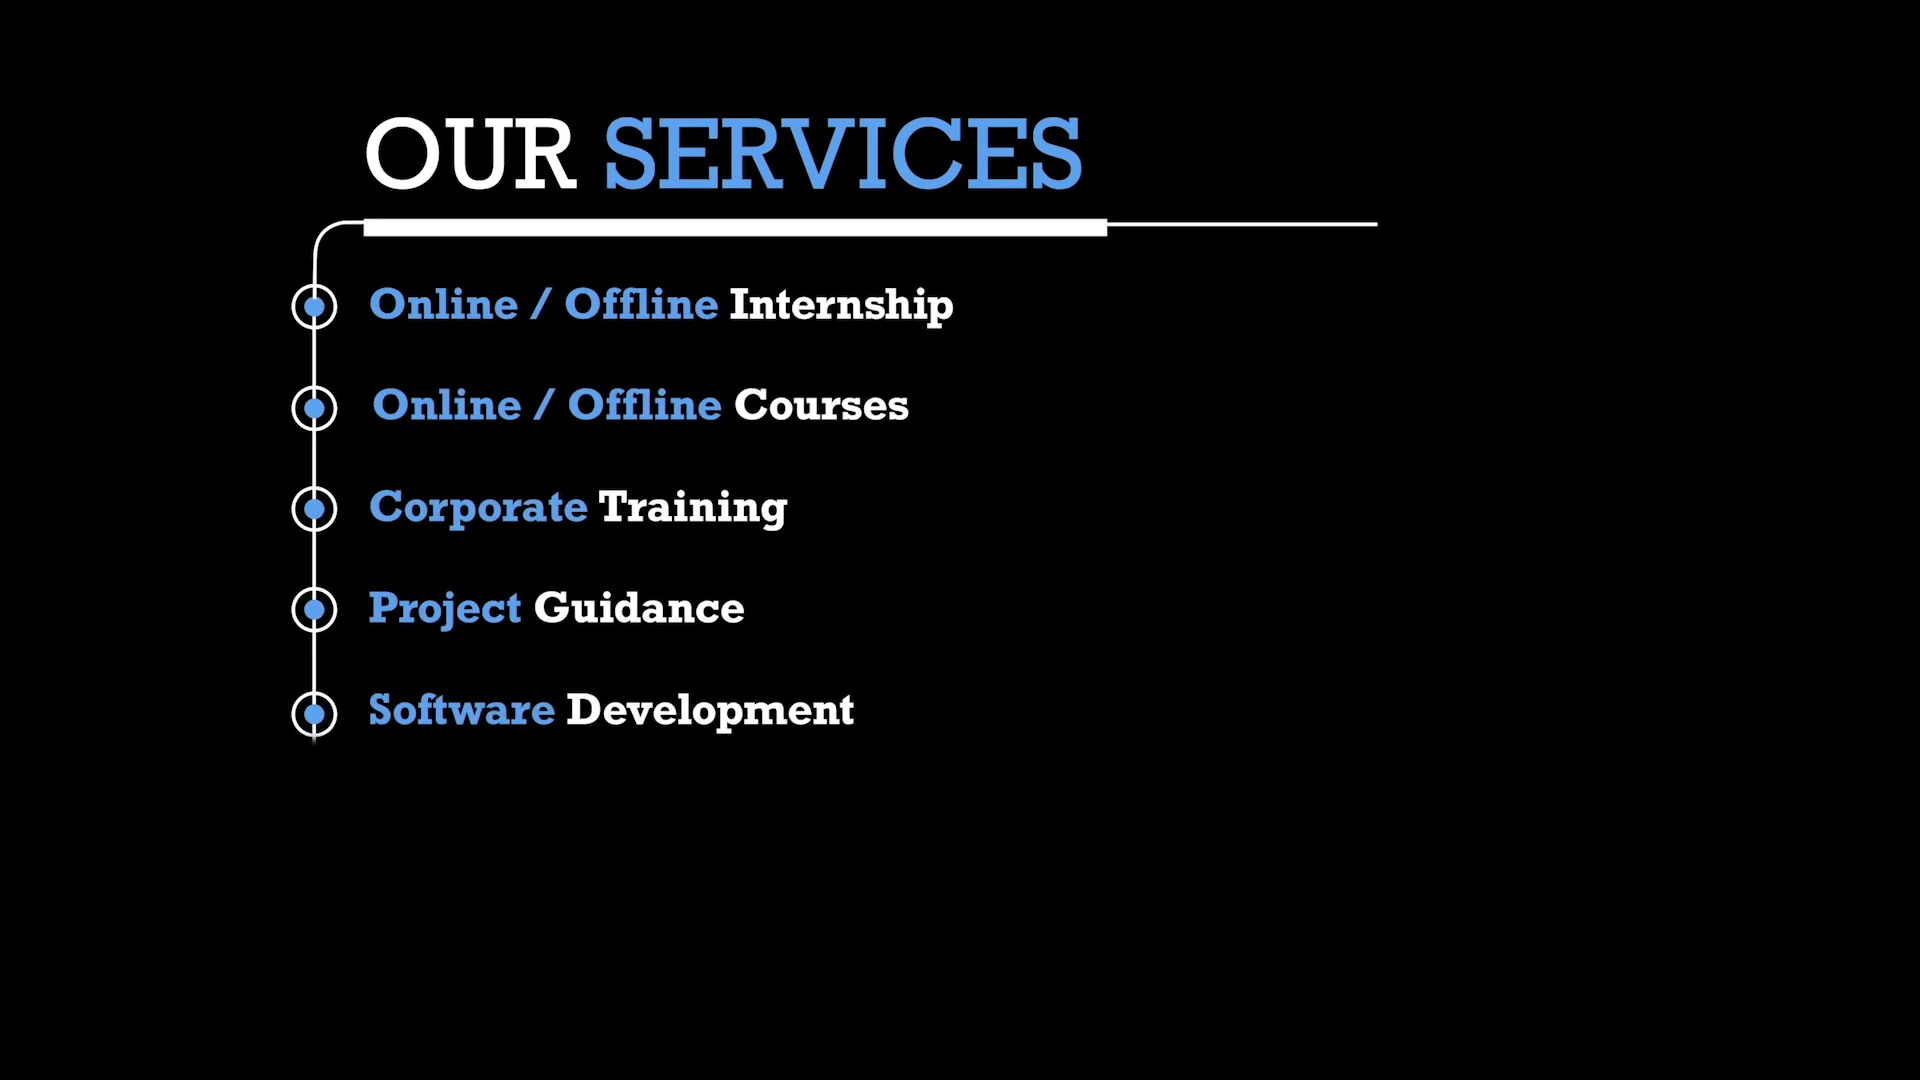 OUR SERVICES
Online / Offline Internship
Online / Offline Courses
Corporate Training
Project Guidance
Software Development